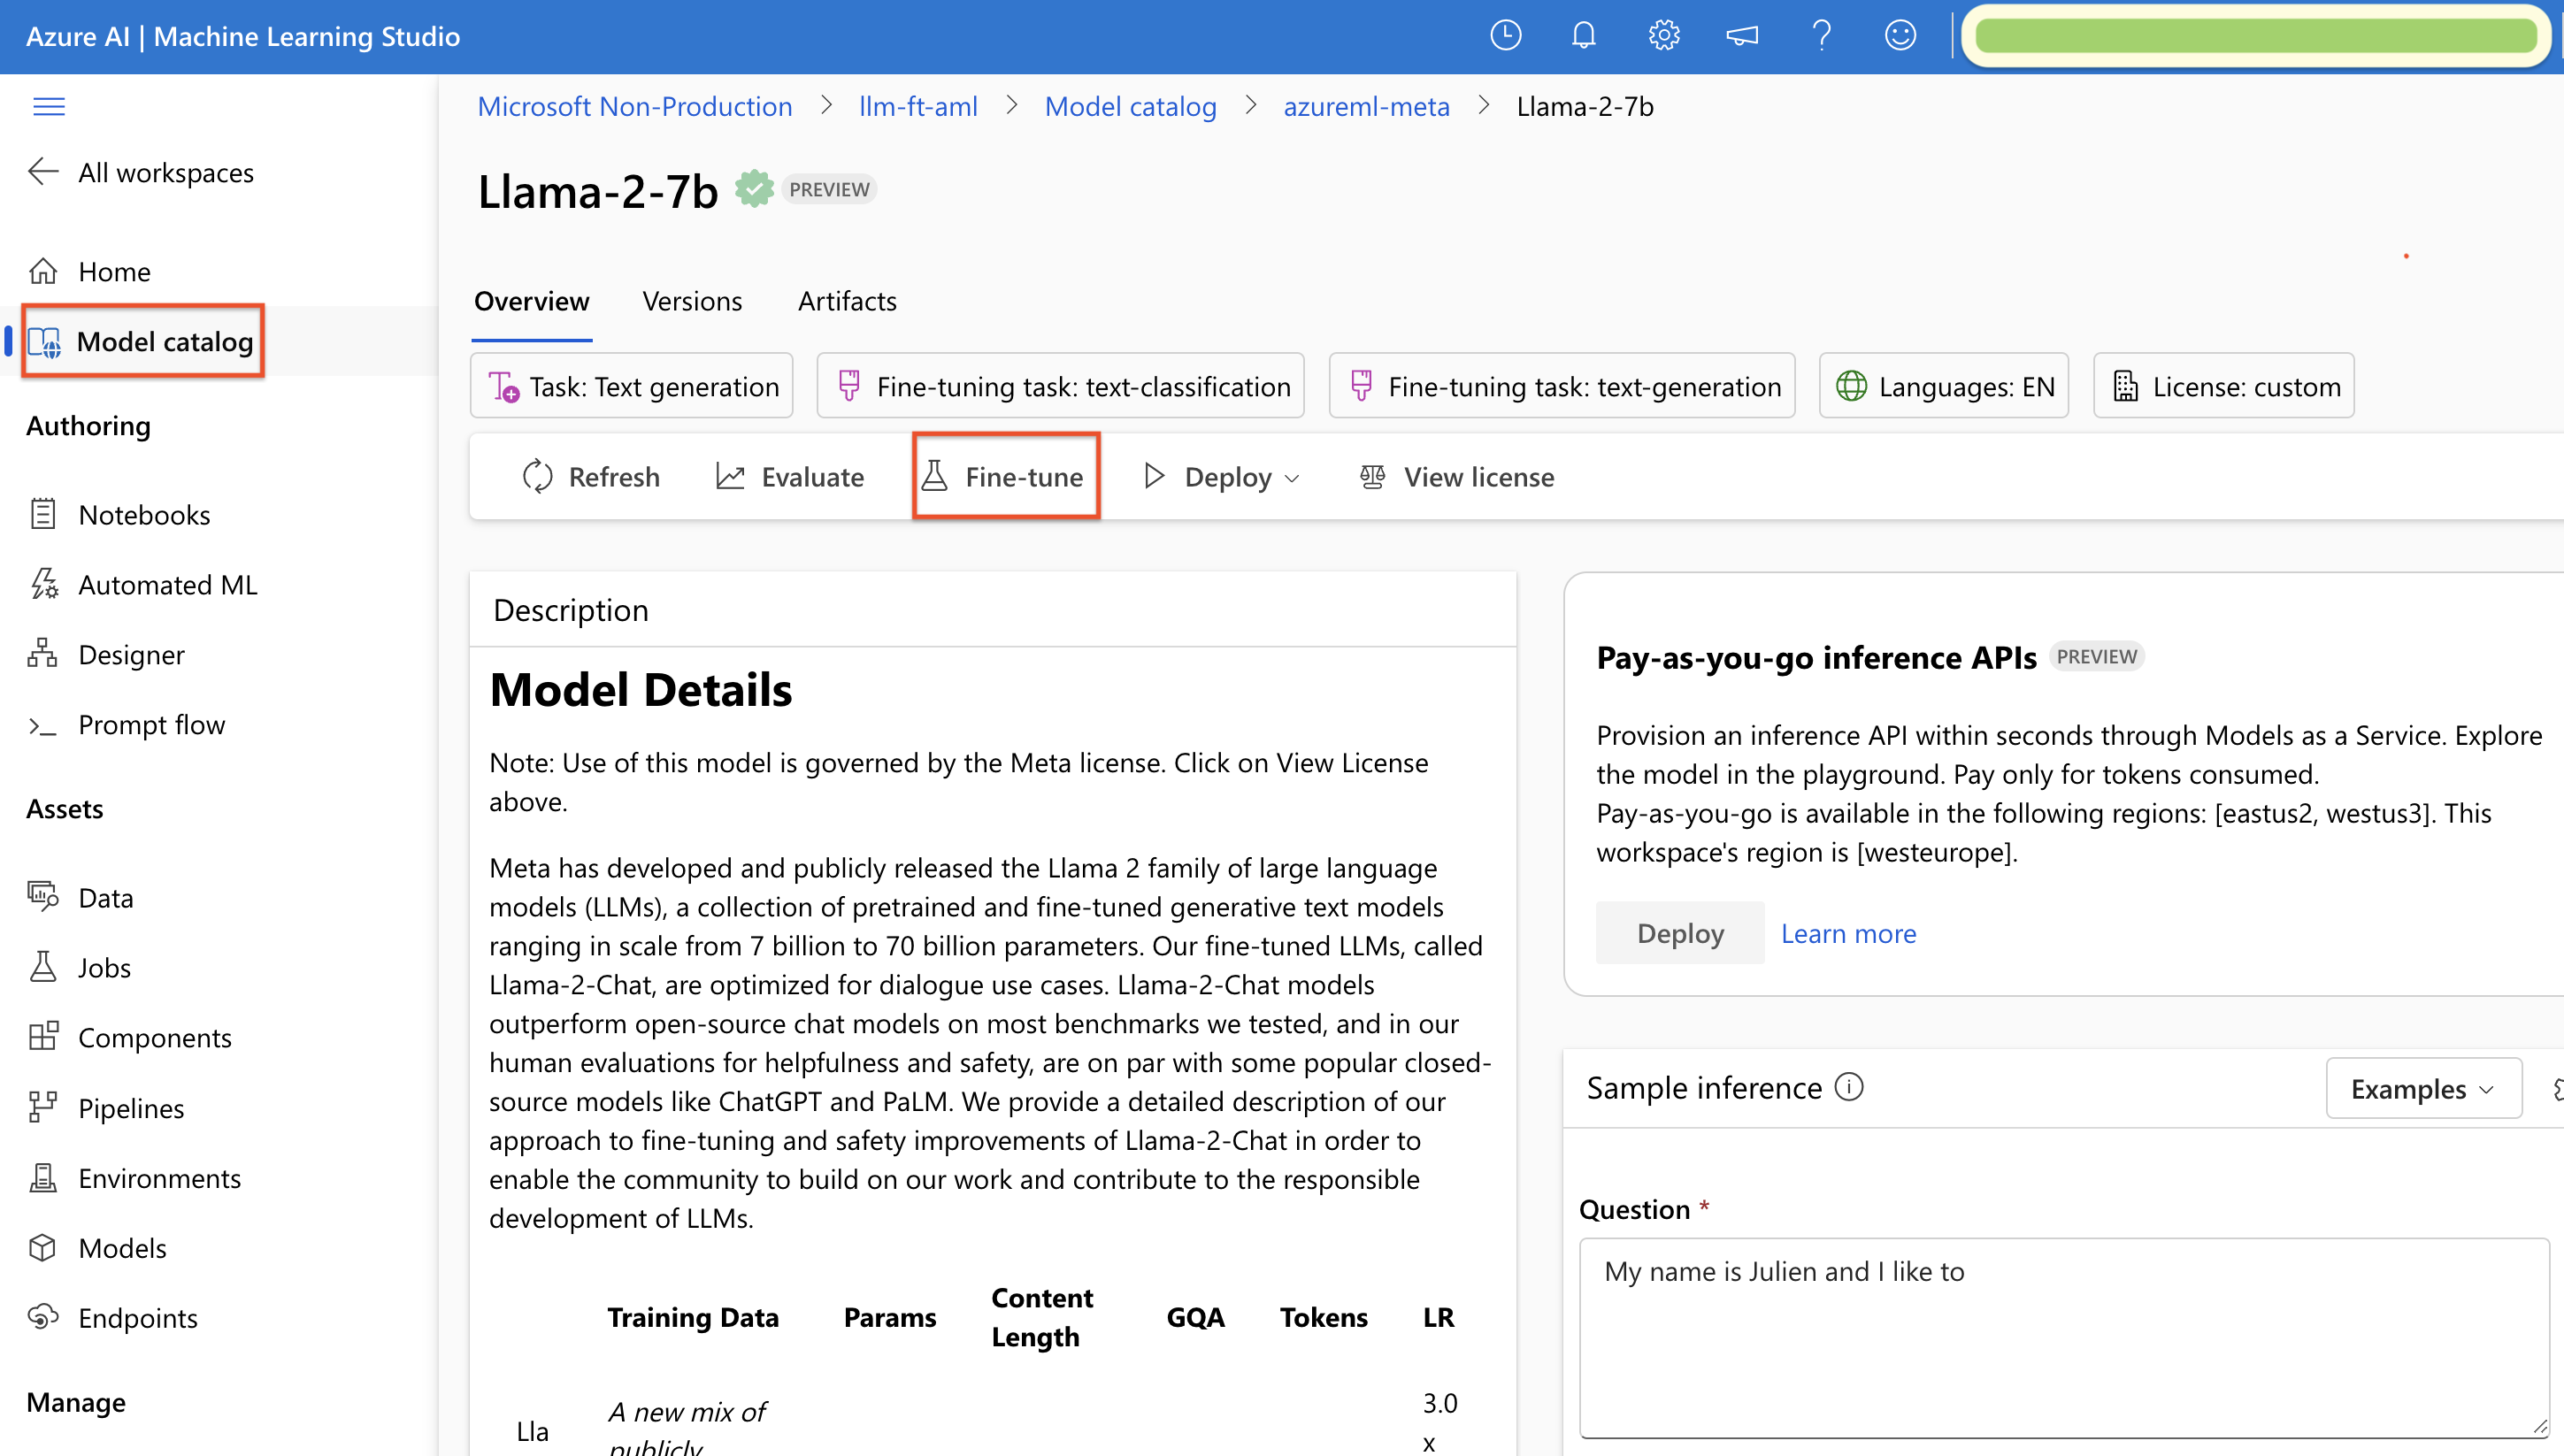 Azure AI | Machine Learning Studio
All workspaces
Home
Model catalog
Authoring
Notebooks
Automated ML
Designer
Prompt flow
Assets
Data
Jobs
Components
Pipelines
Environments
Models
Endpoints
Manage
Microsoft Non-Production > llm-ft-aml > Model catalog > azureml-meta > Llama-2-7b
Llama-2-7b PREVIEW
Overview Versions Artifacts
Task: Text generation Fine-tuning task: text-classification Fine-tuning task: text-generation Languages: EN License: custom
Refresh Evaluate Fine-tune Deploy View license
Description
Model Details
Note: Use of this model is governed by the Meta license. Click on View License
above.
Meta has developed and publicly released the Llama 2 family of large language
models (LLMs), a collection of pretrained and fine-tuned generative text models
ranging in scale from 7 billion to 70 billion parameters. Our fine-tuned LLMs, called
Llama-2-Chat, are optimized for dialogue use cases. Llama-2-Chat models
outperform open-source chat models on most benchmarks we tested, and in our
human evaluations for helpfulness and safety, are on par with some popular closed-
source models like ChatGPT and PaLM. We provide a detailed description of our
approach to fine-tuning and safety improvements of Llama-2-Chat in order to
enable the community to build on our work and contribute to the responsible
development of LLMs.
Training Data Params Content Length GQA Tokens LR
Lla A new mix of 3.0
publicly x
Pay-as-you-go inference APIs PREVIEW
Provision an inference API within seconds through Models as a Service. Explore
the model in the playground. Pay only for tokens consumed.
Pay-as-you-go is available in the following regions: [eastus2, westus3]. This
workspace's region is [westeurope].
Deploy Learn more
Sample inference Examples
Question *
My name is Julien and I like to